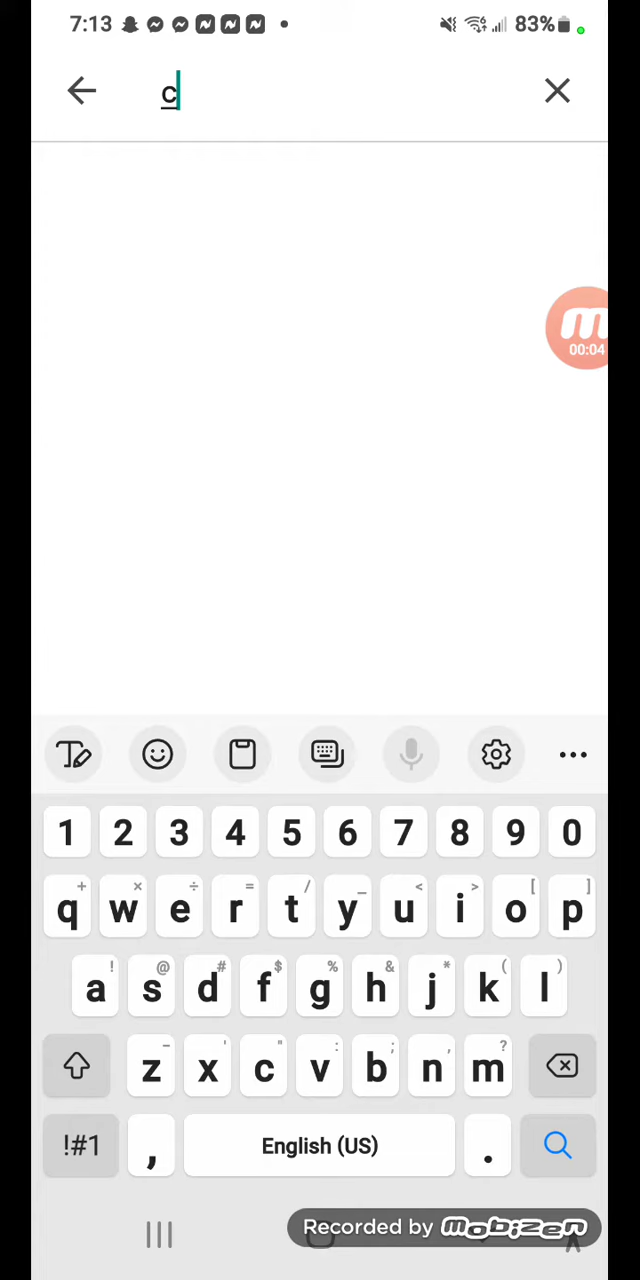 7:13 83%
c
00:04
1 2 3 4 5 6 7 8 9 0
+ × ÷ = / _ < > [ ]
q w e r t y u i o p
! @ # $ % & * ( )
a s d f g h j k l
- ' " : ; , ?
z x c v b n m
!#1 , English (US) .
Recorded by mobizen